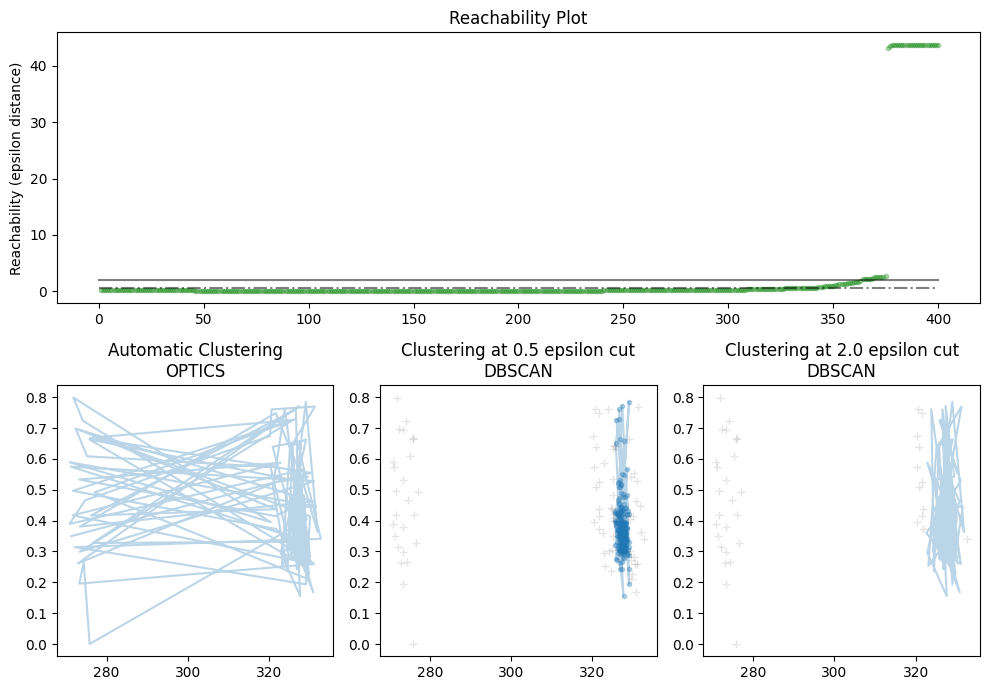 Reachability Plot
Reachability (epsilon distance)
40
30
20
10
0
0 50 100 150 200 250 300 350 400
Automatic Clustering
OPTICS
0.8
0.7
0.6
0.5
0.4
0.3
0.2
0.1
0.0
280 300 320
Clustering at 0.5 epsilon cut
DBSCAN
0.8
0.7
0.6
0.5
0.4
0.3
0.2
0.1
0.0
280 300 320
Clustering at 2.0 epsilon cut
DBSCAN
0.8
0.7
0.6
0.5
0.4
0.3
0.2
0.1
0.0
280 300 320